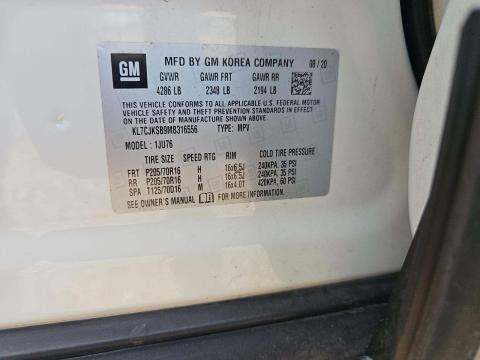 GM
MFD BY GM KOREA COMPANY 08 / 20
GVWR GAWR FRT GAWR RR
4286 LB 2348 LB 2194 LB
THIS VEHICLE CONFORMS TO ALL APPLICABLE U.S. FEDERAL MOTOR
VEHICLE SAFETY, BUMPER, AND THEFT PREVENTION STANDARDS IN EFFECT
ON THE DATE OF MANUFACTURE SHOWN ABOVE.
KL7CJKSB9MB316556 TYPE: MPV
MODEL : 1JU76
TIRE SIZE SPEED RTG RIM COLD TIRE PRESSURE
FRT P205/70R16 H 16x6.5J 240KPA, 35 PSI
RR P205/70R16 H 16x6.5J 240KPA, 35 PSI
SPA T125/70D16 M 16x4.0T 420KPA, 60 PSI
SEE OWNER'S MANUAL FOR MORE INFORMATION.